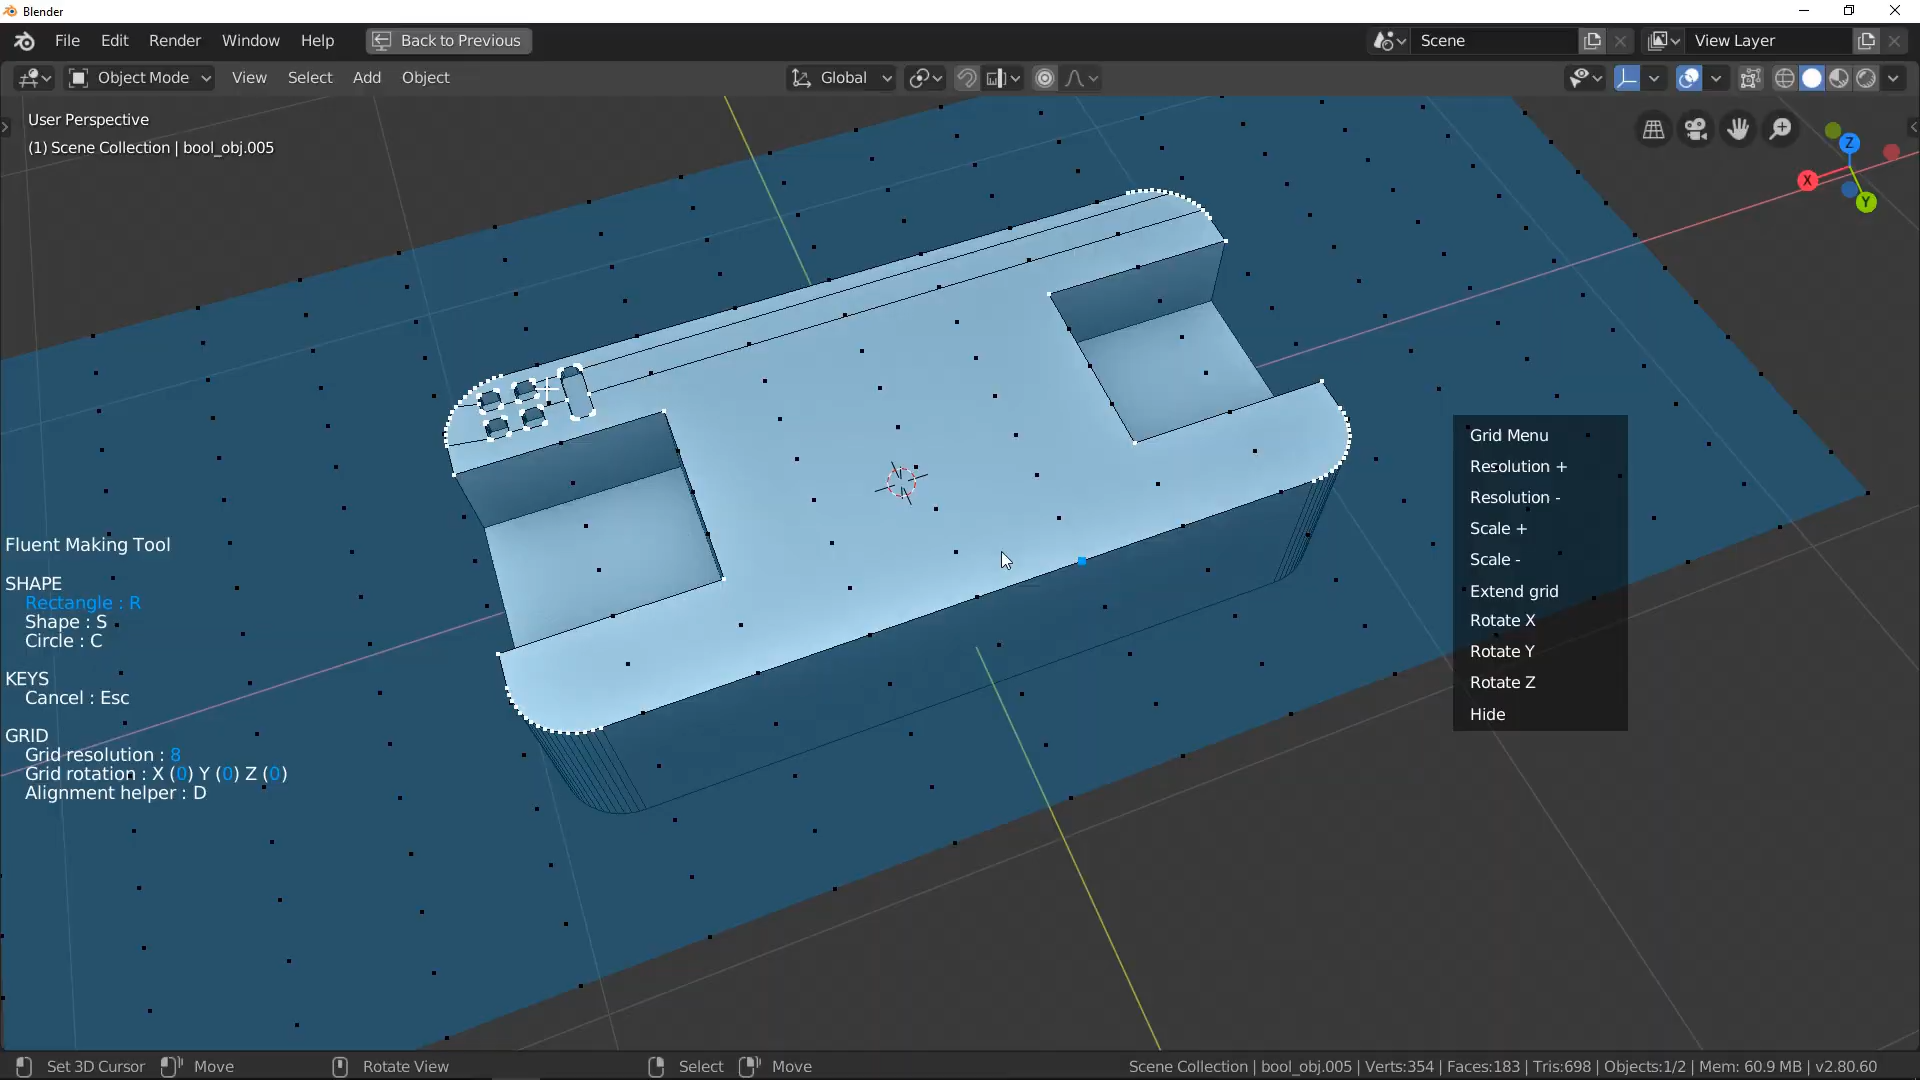 Blender
File Edit Render Window Help Back to Previous Scene View Layer
Object Mode View Select Add Object Global
User Perspective
(1) Scene Collection | bool_obj.005
Z
X
Y
Grid Menu
Resolution +
Resolution -
Scale +
Scale -
Extend grid
Rotate X
Rotate Y
Rotate Z
Hide
Fluent Making Tool
SHAPE
Rectangle : R
Shape : S
Circle : C
KEYS
Cancel : Esc
GRID
Grid resolution : 8
Grid rotation : X (0) Y (0) Z (0)
Alignment helper : D
Set 3D Cursor Move Rotate View Select Move Scene Collection | bool_obj.005 | Verts:354 | Faces:183 | Tris:698 | Objects:1/2 | Mem: 60.9 MB | v2.80.60